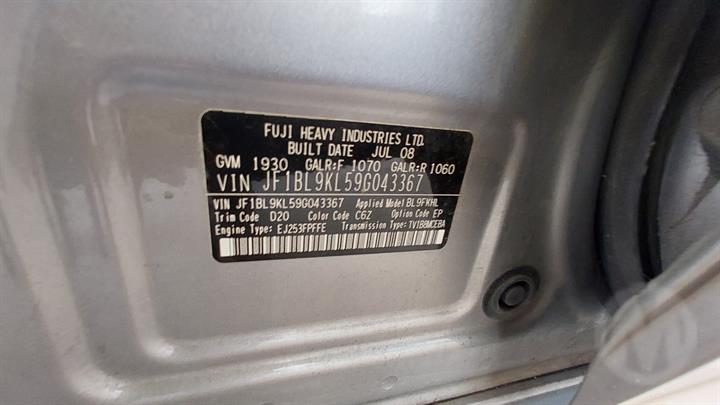 FUJI HEAVY INDUSTRIES LTD.
BUILT DATE JUL 08
GVM 1930 GALR:F 1070 GALR:R 1060
VIN JF1BL9KL59G043367
VIN JF1BL9KL59G043367 Applied Model BL9FKHL
Trim Code D20 Color Code C6Z Option Code EP
Engine Type: EJ253FPFFE Transmission Type: TV1B8MCEBA